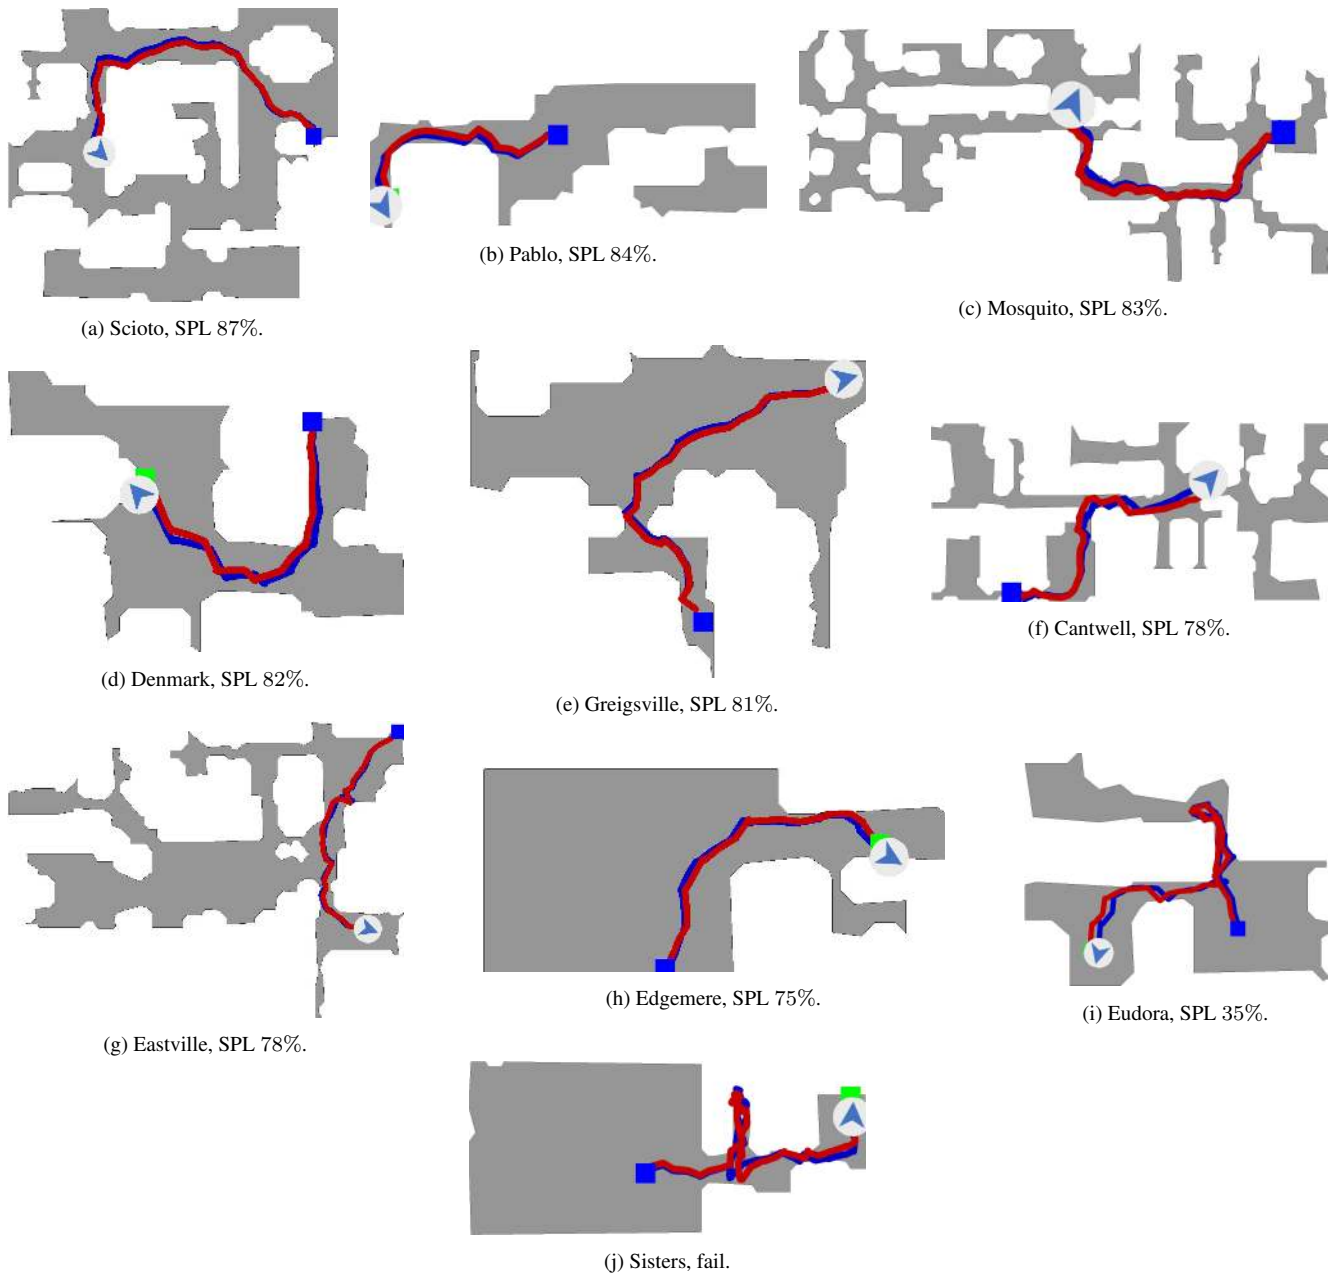 (a) Scioto, SPL 87%.
(b) Pablo, SPL 84%.
(c) Mosquito, SPL 83%.
(d) Denmark, SPL 82%.
(e) Greigsville, SPL 81%.
(f) Cantwell, SPL 78%.
(g) Eastville, SPL 78%.
(h) Edgemere, SPL 75%.
(i) Eudora, SPL 35%.
(j) Sisters, fail.